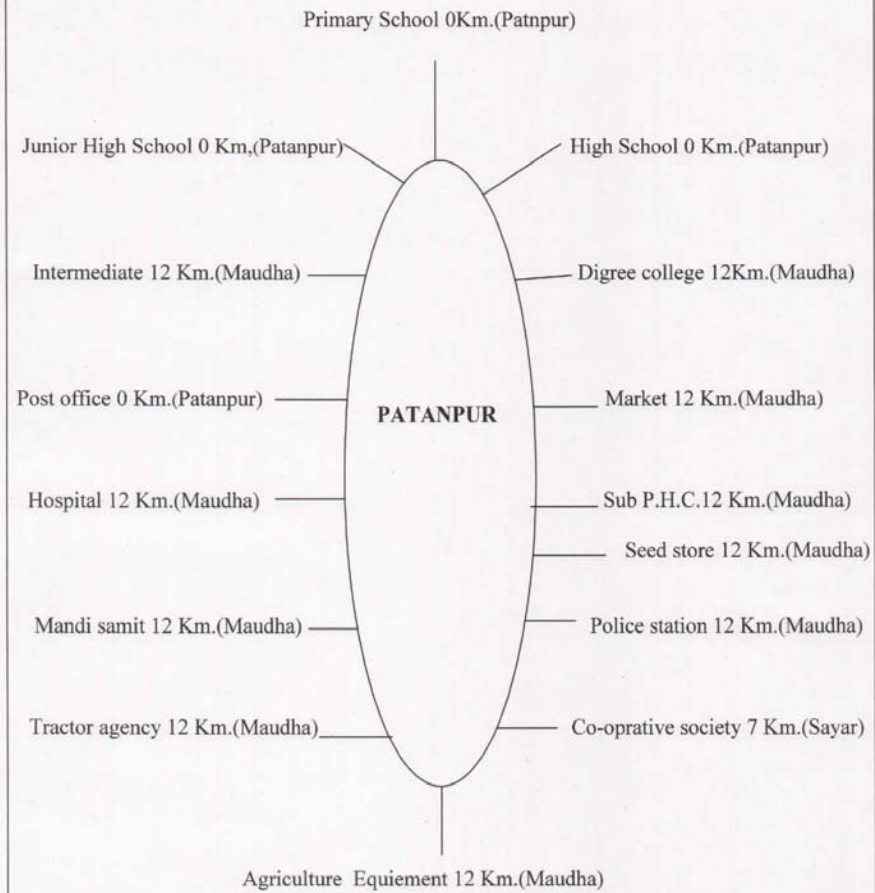 Primary School 0Km.(Patnpur)
Junior High School 0 Km,(Patanpur)
High School 0 Km.(Patanpur)
Intermediate 12 Km.(Maudha)
Digree college 12Km.(Maudha)
Post office 0 Km.(Patanpur)
PATANPUR
Market 12 Km.(Maudha)
Hospital 12 Km.(Maudha)
Sub P.H.C.12 Km.(Maudha)
Seed store 12 Km.(Maudha)
Mandi samit 12 Km.(Maudha)
Police station 12 Km.(Maudha)
Tractor agency 12 Km.(Maudha)
Co-oprative society 7 Km.(Sayar)
Agriculture Equiement 12 Km.(Maudha)